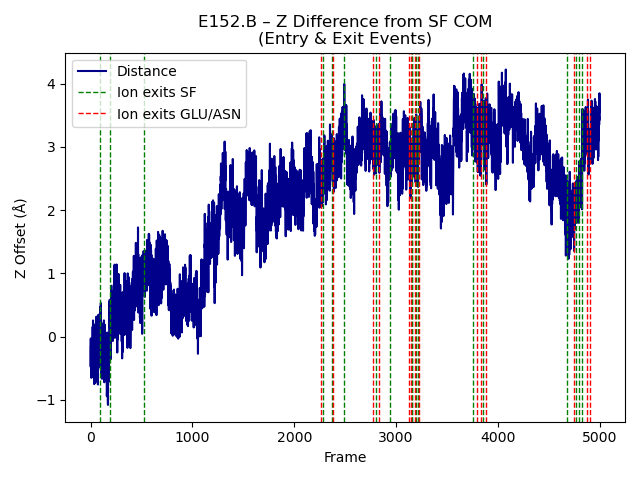 E152.B – Z Difference from SF COM
(Entry & Exit Events)
Distance
Ion exits SF
Ion exits GLU/ASN
Z Offset (Å)
4
3
2
1
0
−1
0 1000 2000 3000 4000 5000
Frame